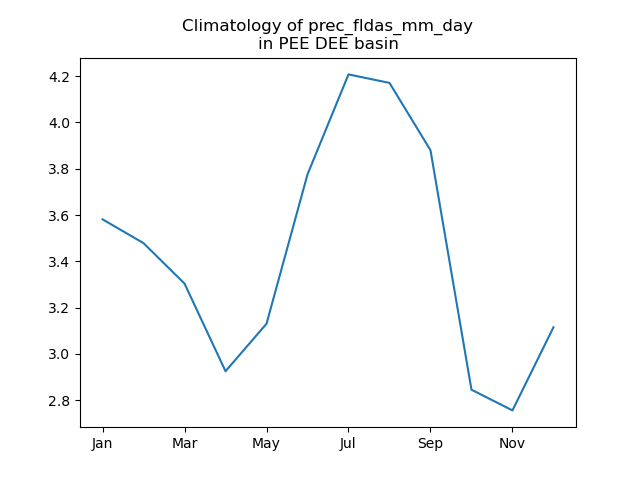 Climatology of prec_fldas_mm_day
in PEE DEE basin
4.2
4.0
3.8
3.6
3.4
3.2
3.0
2.8
Jan Mar May Jul Sep Nov